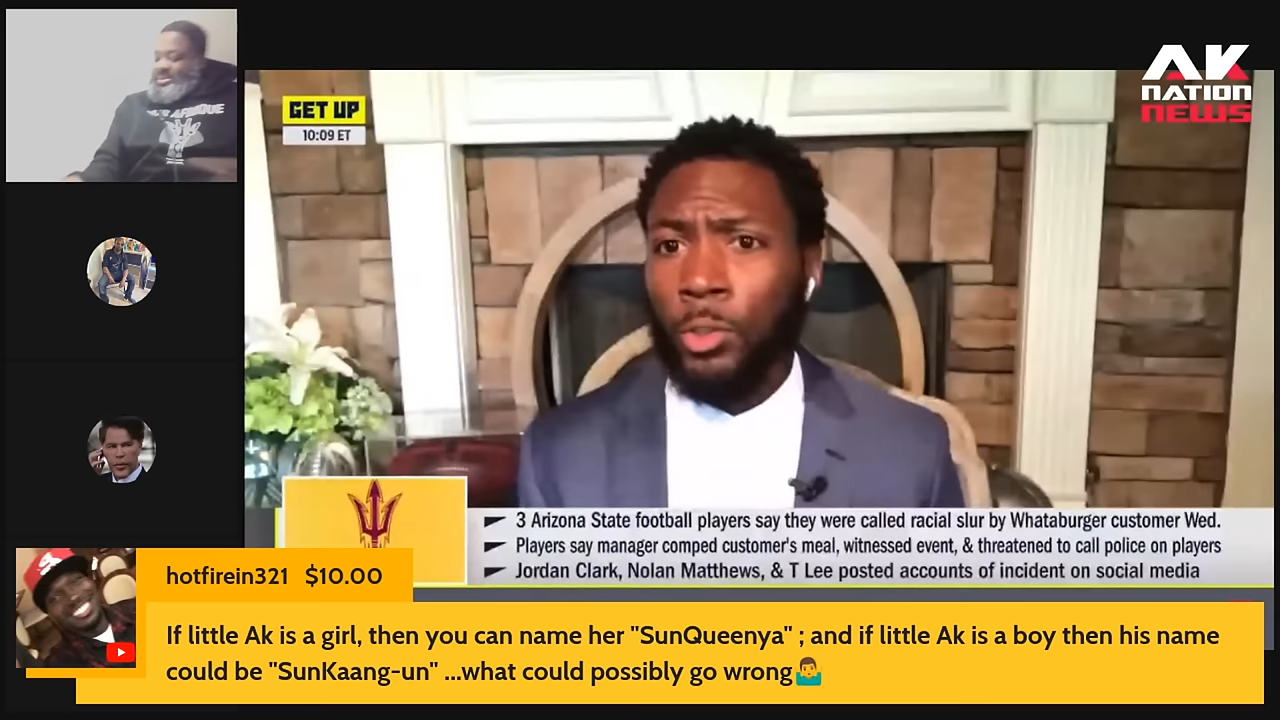 GET UP
10:09 ET
AK
NATION
NEWS
3 Arizona State football players say they were called racial slur by Whataburger customer Wed.
Players say manager comped customer's meal, witnessed event, & threatened to call police on players
Jordan Clark, Nolan Matthews, & T Lee posted accounts of incident on social media
hotfirein321 $10.00
If little Ak is a girl, then you can name her "SunQueenya" ; and if little Ak is a boy then his name
could be "SunKaang-un" ...what could possibly go wrong🤷‍♂️